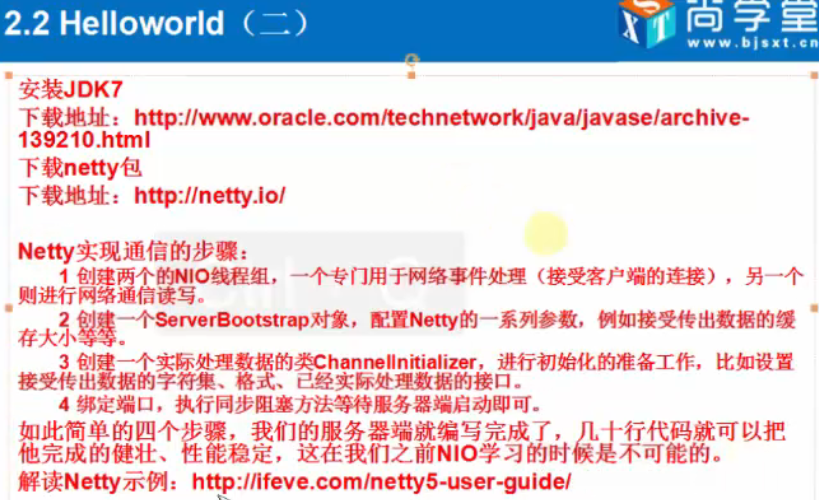 2.2 Helloworld（二）
尚学堂
SXT
www.bjsxt.cn
安装JDK7
下载地址：http://www.oracle.com/technetwork/java/javase/archive-
139210.html
下载netty包
下载地址：http://netty.io/
Netty实现通信的步骤：
1 创建两个的NIO线程组，一个专门用于网络事件处理（接受客户端的连接），另一个
则进行网络通信读写。
2 创建一个ServerBootstrap对象，配置Netty的一系列参数，例如接受传出数据的缓
存大小等等。
3 创建一个实际处理数据的类ChannelInitializer，进行初始化的准备工作，比如设置
接受传出数据的字符集、格式、已经实际处理数据的接口。
4 绑定端口，执行同步阻塞方法等待服务器端启动即可。
如此简单的四个步骤，我们的服务器端就编写完成了，几十行代码就可以把
他完成的健壮、性能稳定，这在我们之前NIO学习的时候是不可能的。
解读Netty示例：http://ifeve.com/netty5-user-guide/